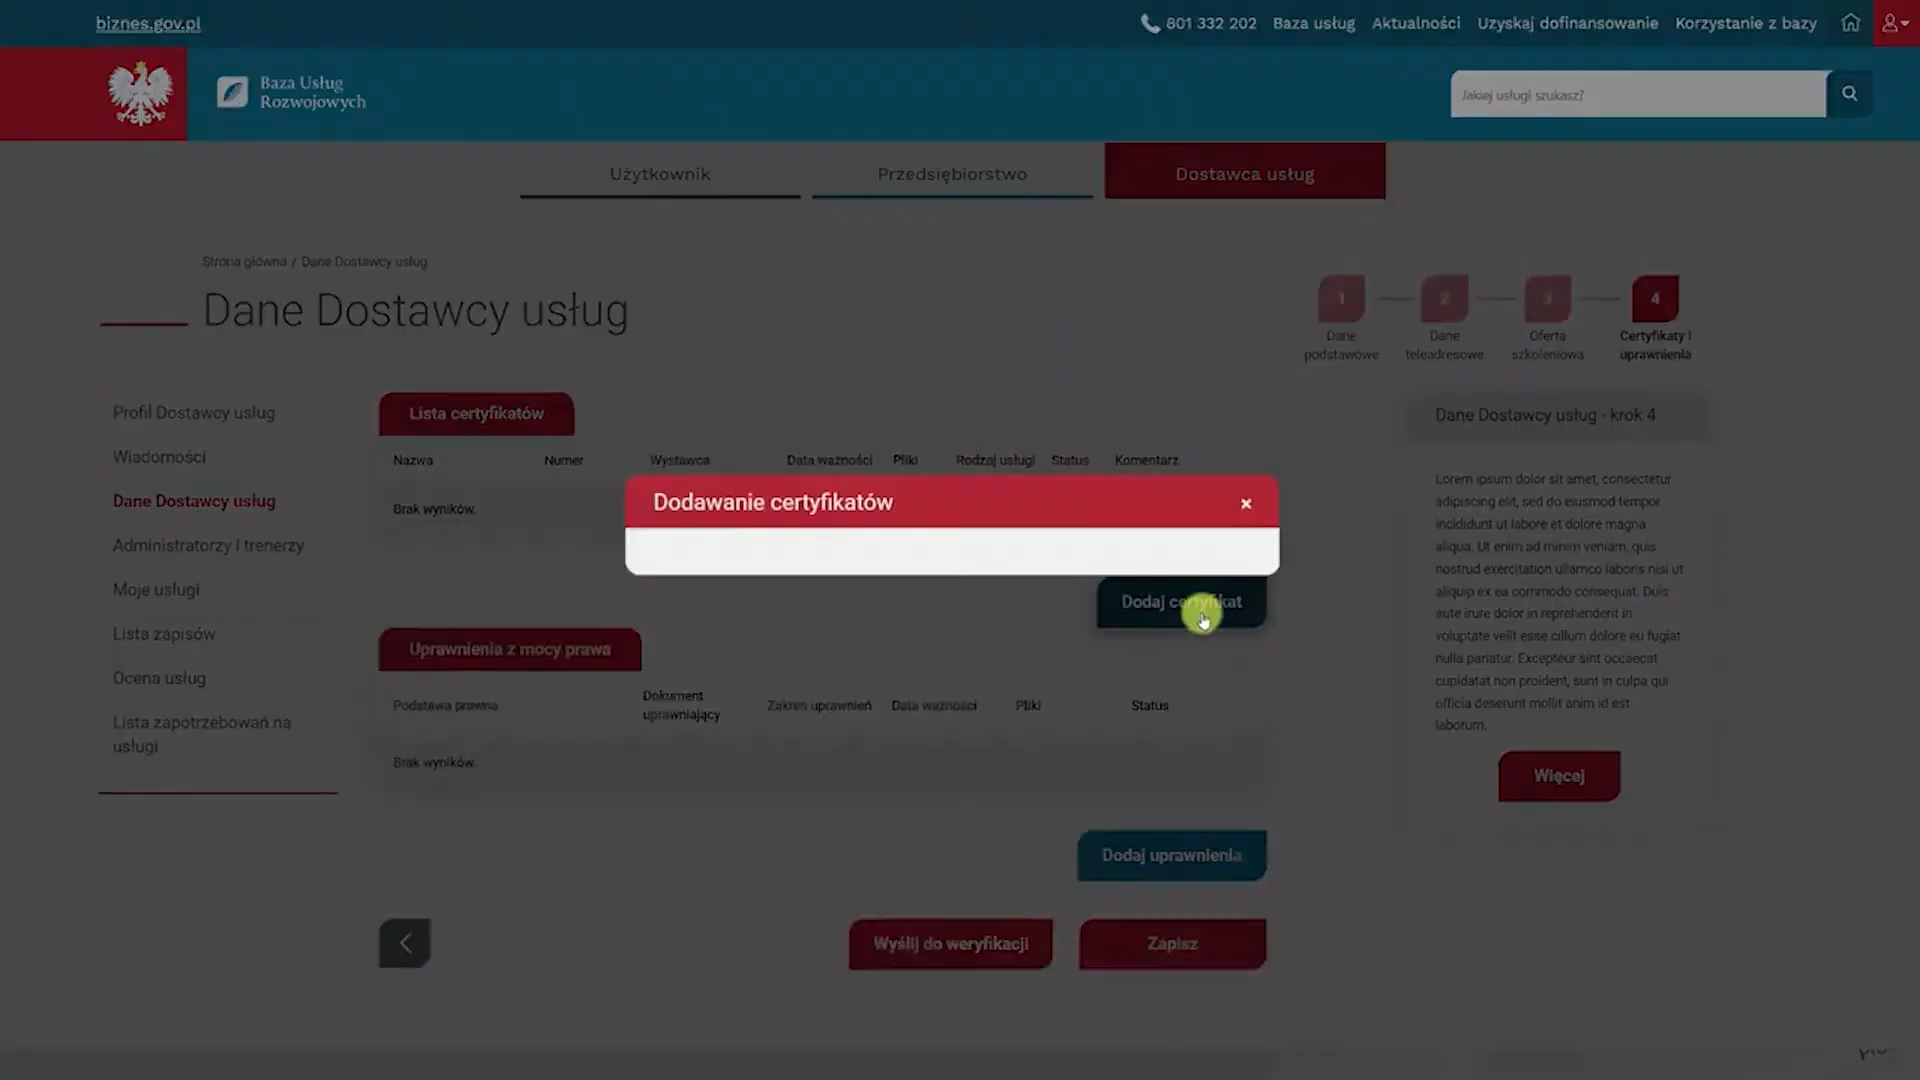 biznes.gov.pl
801 332 202 Baza usług Aktualności Uzyskaj dofinansowanie Korzystanie z bazy
Baza Usług
Rozwojowych
Jakiej usługi szukasz?
Użytkownik Przedsiębiorstwo Dostawca usług
Strona główna / Dane Dostawcy usług
Dane Dostawcy usług
1 2 3 4
Dane
podstawowe
Dane
teleadresowe
Oferta
szkoleniowa
Certyfikaty i
uprawnienia
Profil Dostawcy usług
Wiadomości
Dane Dostawcy usług
Administratorzy i trenerzy
Moje usługi
Lista zapisów
Ocena usług
Lista zapotrzebowań na
usługi
Lista certyfikatów
Nazwa Numer Wystawca Data ważności Pliki Rodzaj usługi Status Komentarz
Brak wyników.
Dodawanie certyfikatów ×
Dodaj certyfikat
Uprawnienia z mocy prawa
Podstawa prawna Dokument
uprawniający Zakres uprawnień Data ważności Pliki Status
Brak wyników.
Dodaj uprawnienia
Wyślij do weryfikacji Zapisz
Dane Dostawcy usług - krok 4
Lorem ipsum dolor sit amet, consectetur
adipiscing elit, sed do eiusmod tempor
incididunt ut labore et dolore magna
aliqua. Ut enim ad minim veniam, quis
nostrud exercitation ullamco laboris nisi ut
aliquip ex ea commodo consequat. Duis
aute irure dolor in reprehenderit in
voluptate velit esse cillum dolore eu fugiat
nulla pariatur. Excepteur sint occaecat
cupidatat non proident, sunt in culpa qui
officia deserunt mollit anim id est
laborum.
Więcej